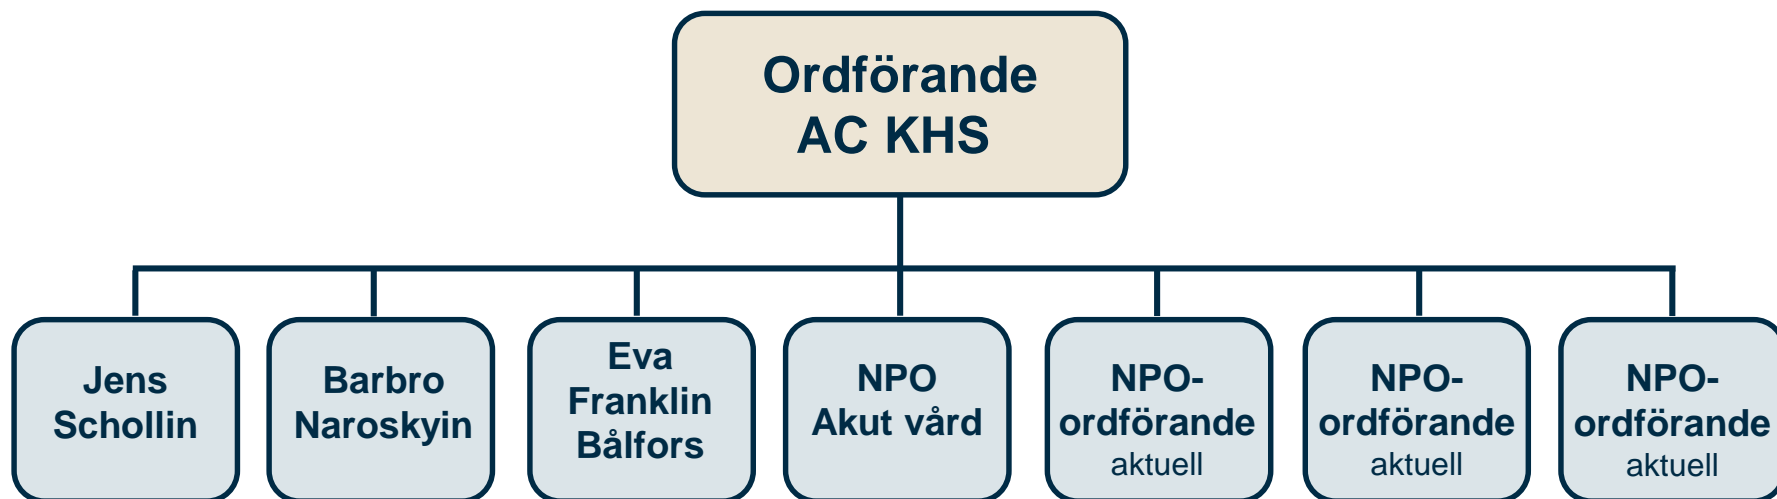 Ordförande
AC KHS
Jens
Schollin
Barbro
Naroskyin
Eva
Franklin
Bålfors
NPO
Akut vård
NPO-
ordförande
aktuell
NPO-
ordförande
aktuell
NPO-
ordförande
aktuell